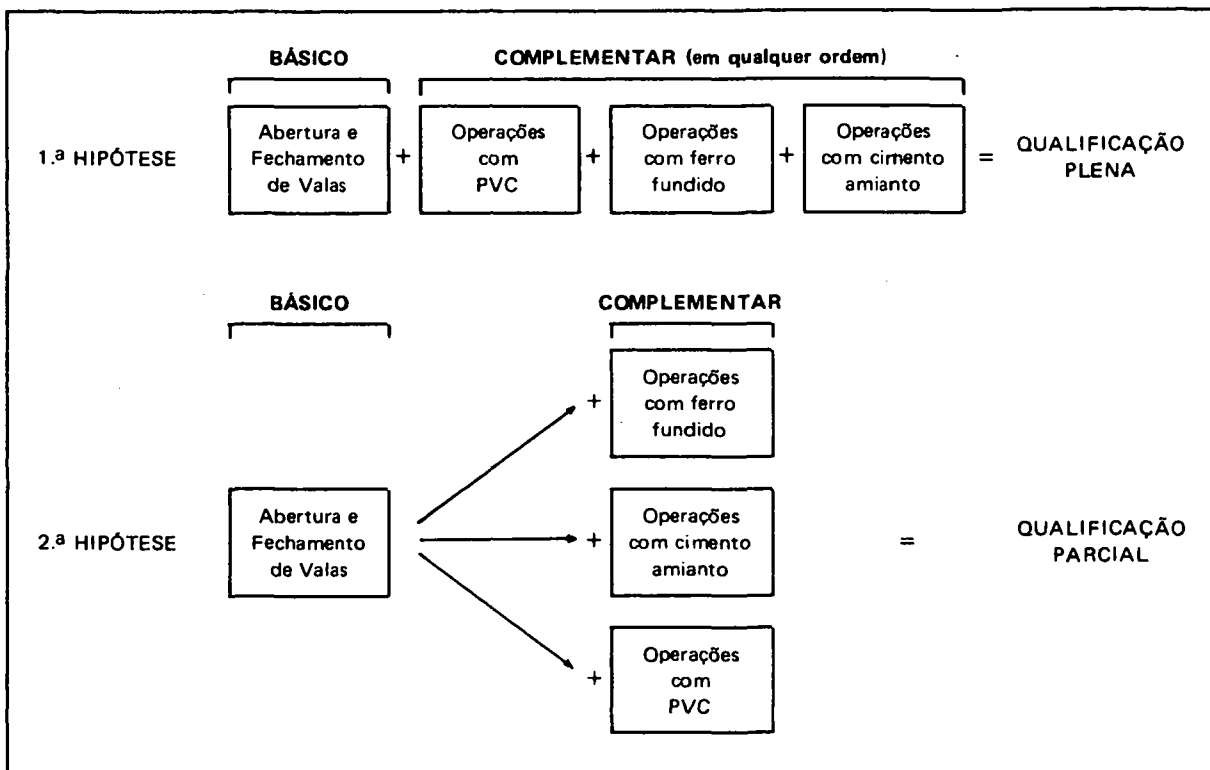 BÁSICO
COMPLEMENTAR (em qualquer ordem)
1.ª HIPÓTESE
Abertura e
Fechamento
de Valas
+
Operações
com
PVC
+
Operações
com ferro
fundido
+
Operações
com cimento
amianto
=
QUALIFICAÇÃO
PLENA
BÁSICO
COMPLEMENTAR
2.ª HIPÓTESE
Abertura e
Fechamento
de Valas
+
Operações
com ferro
fundido
+
Operações
com cimento
amianto
+
Operações
com
PVC
=
QUALIFICAÇÃO
PARCIAL